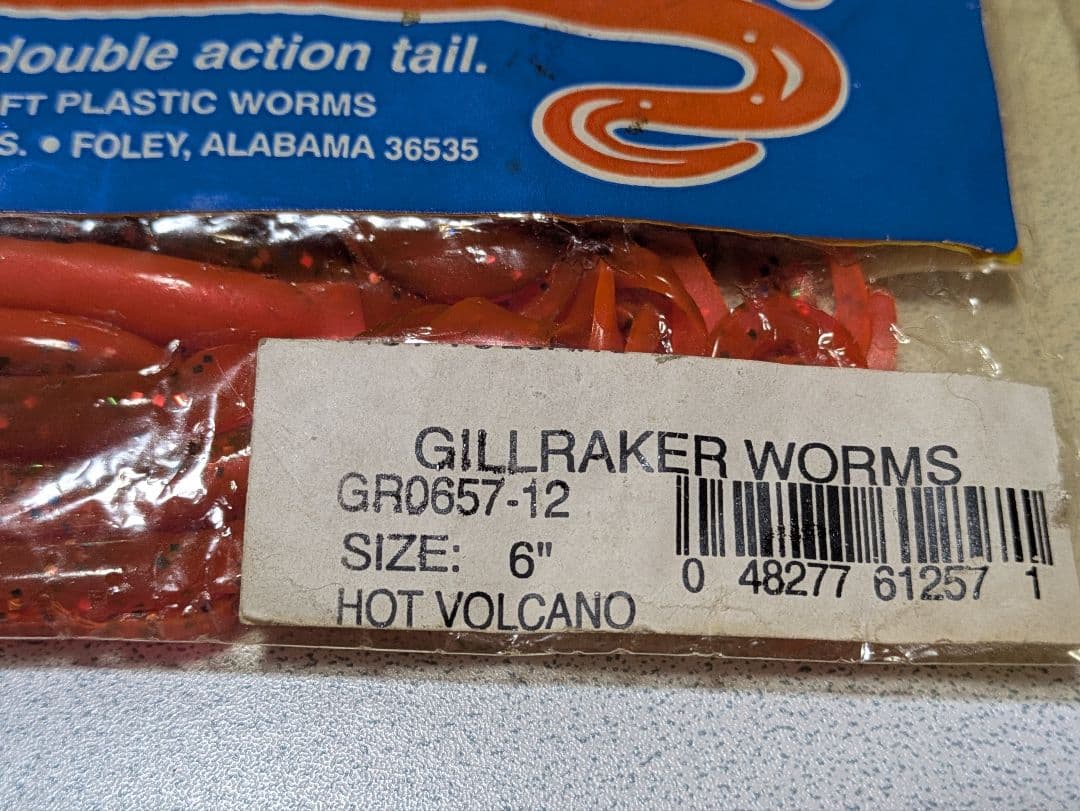 double action tail.
FT PLASTIC WORMS
S. • FOLEY, ALABAMA 36535
GILLRAKER WORMS
GR0657-12
SIZE: 6"
HOT VOLCANO
0 48277 61257 1